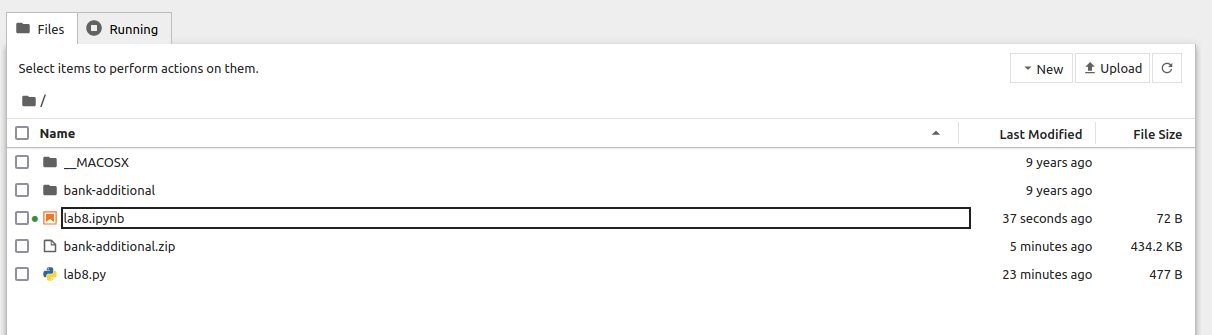 Files Running
Select items to perform actions on them. New Upload
/
Name Last Modified File Size
__MACOSX 9 years ago
bank-additional 9 years ago
lab8.ipynb 37 seconds ago 72 B
bank-additional.zip 5 minutes ago 434.2 KB
lab8.py 23 minutes ago 477 B